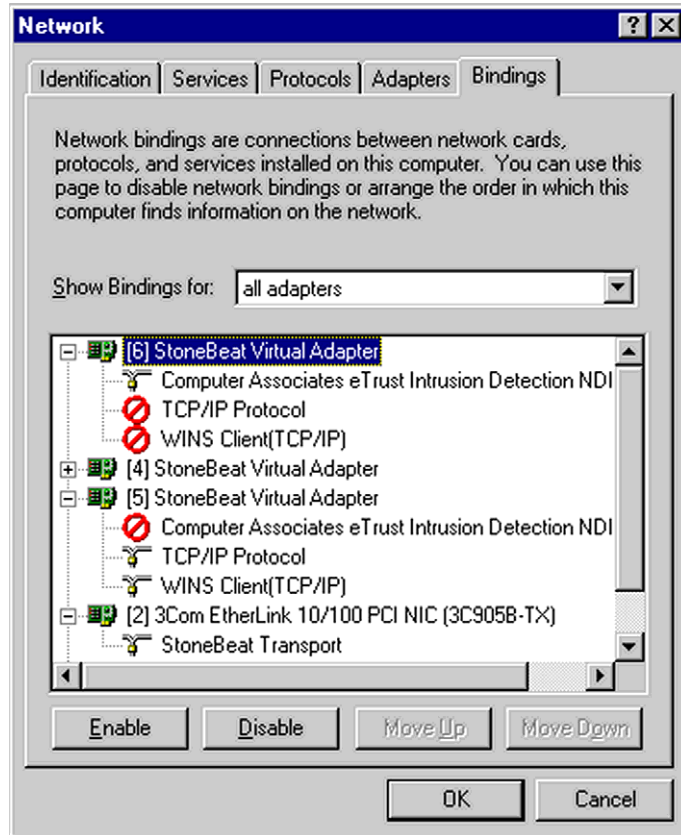 Network
Identification Services Protocols Adapters Bindings
Network bindings are connections between network cards,
protocols, and services installed on this computer. You can use this
page to disable network bindings or arrange the order in which this
computer finds information on the network.
Show Bindings for: all adapters
[6] StoneBeat Virtual Adapter
Computer Associates eTrust Intrusion Detection NDI
TCP/IP Protocol
WINS Client(TCP/IP)
[4] StoneBeat Virtual Adapter
[5] StoneBeat Virtual Adapter
Computer Associates eTrust Intrusion Detection NDI
TCP/IP Protocol
WINS Client(TCP/IP)
[2] 3Com EtherLink 10/100 PCI NIC (3C905B-TX)
StoneBeat Transport
Enable Disable Move Up Move Down
OK Cancel